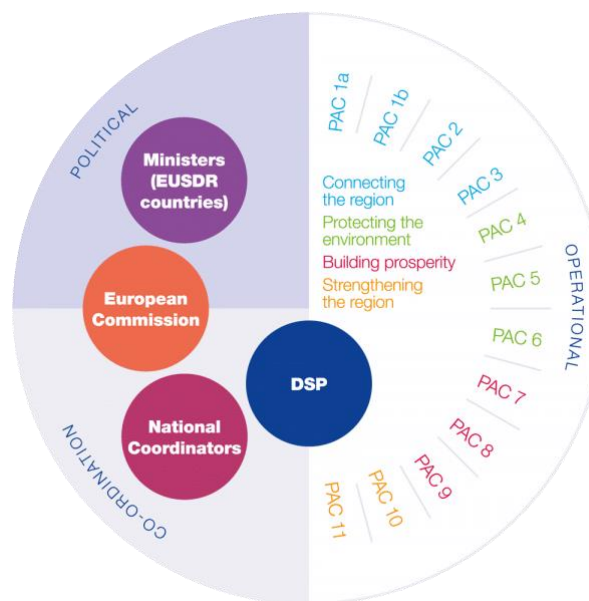 POLITICAL
Ministers
(EUSDR
countries)
European
Commission
National
Coordinators
CO-ORDINATION
DSP
Connecting
the region
Protecting the
environment
Building prosperity
Strengthening
the region
PAC 1a
PAC 1b
PAC 2
PAC 3
PAC 4
PAC 5
PAC 6
PAC 7
PAC 8
PAC 9
PAC 10
PAC 11
OPERATIONAL